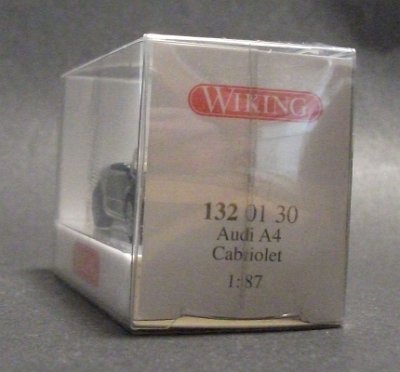 WIKING
132 01 30
Audi A4
Cabriolet
1:87